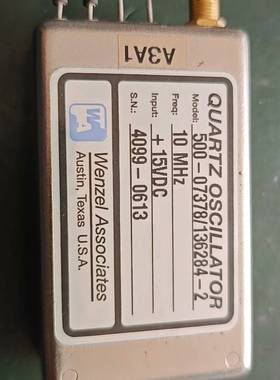 A3A1
QUARTZ OSCILLATOR
Model: 500-07378/136284-2
Freq: 10 MHz
Input: + 15VDC
S.N.: 4099-0613
Wenzel Associates
Austin, Texas U.S.A.